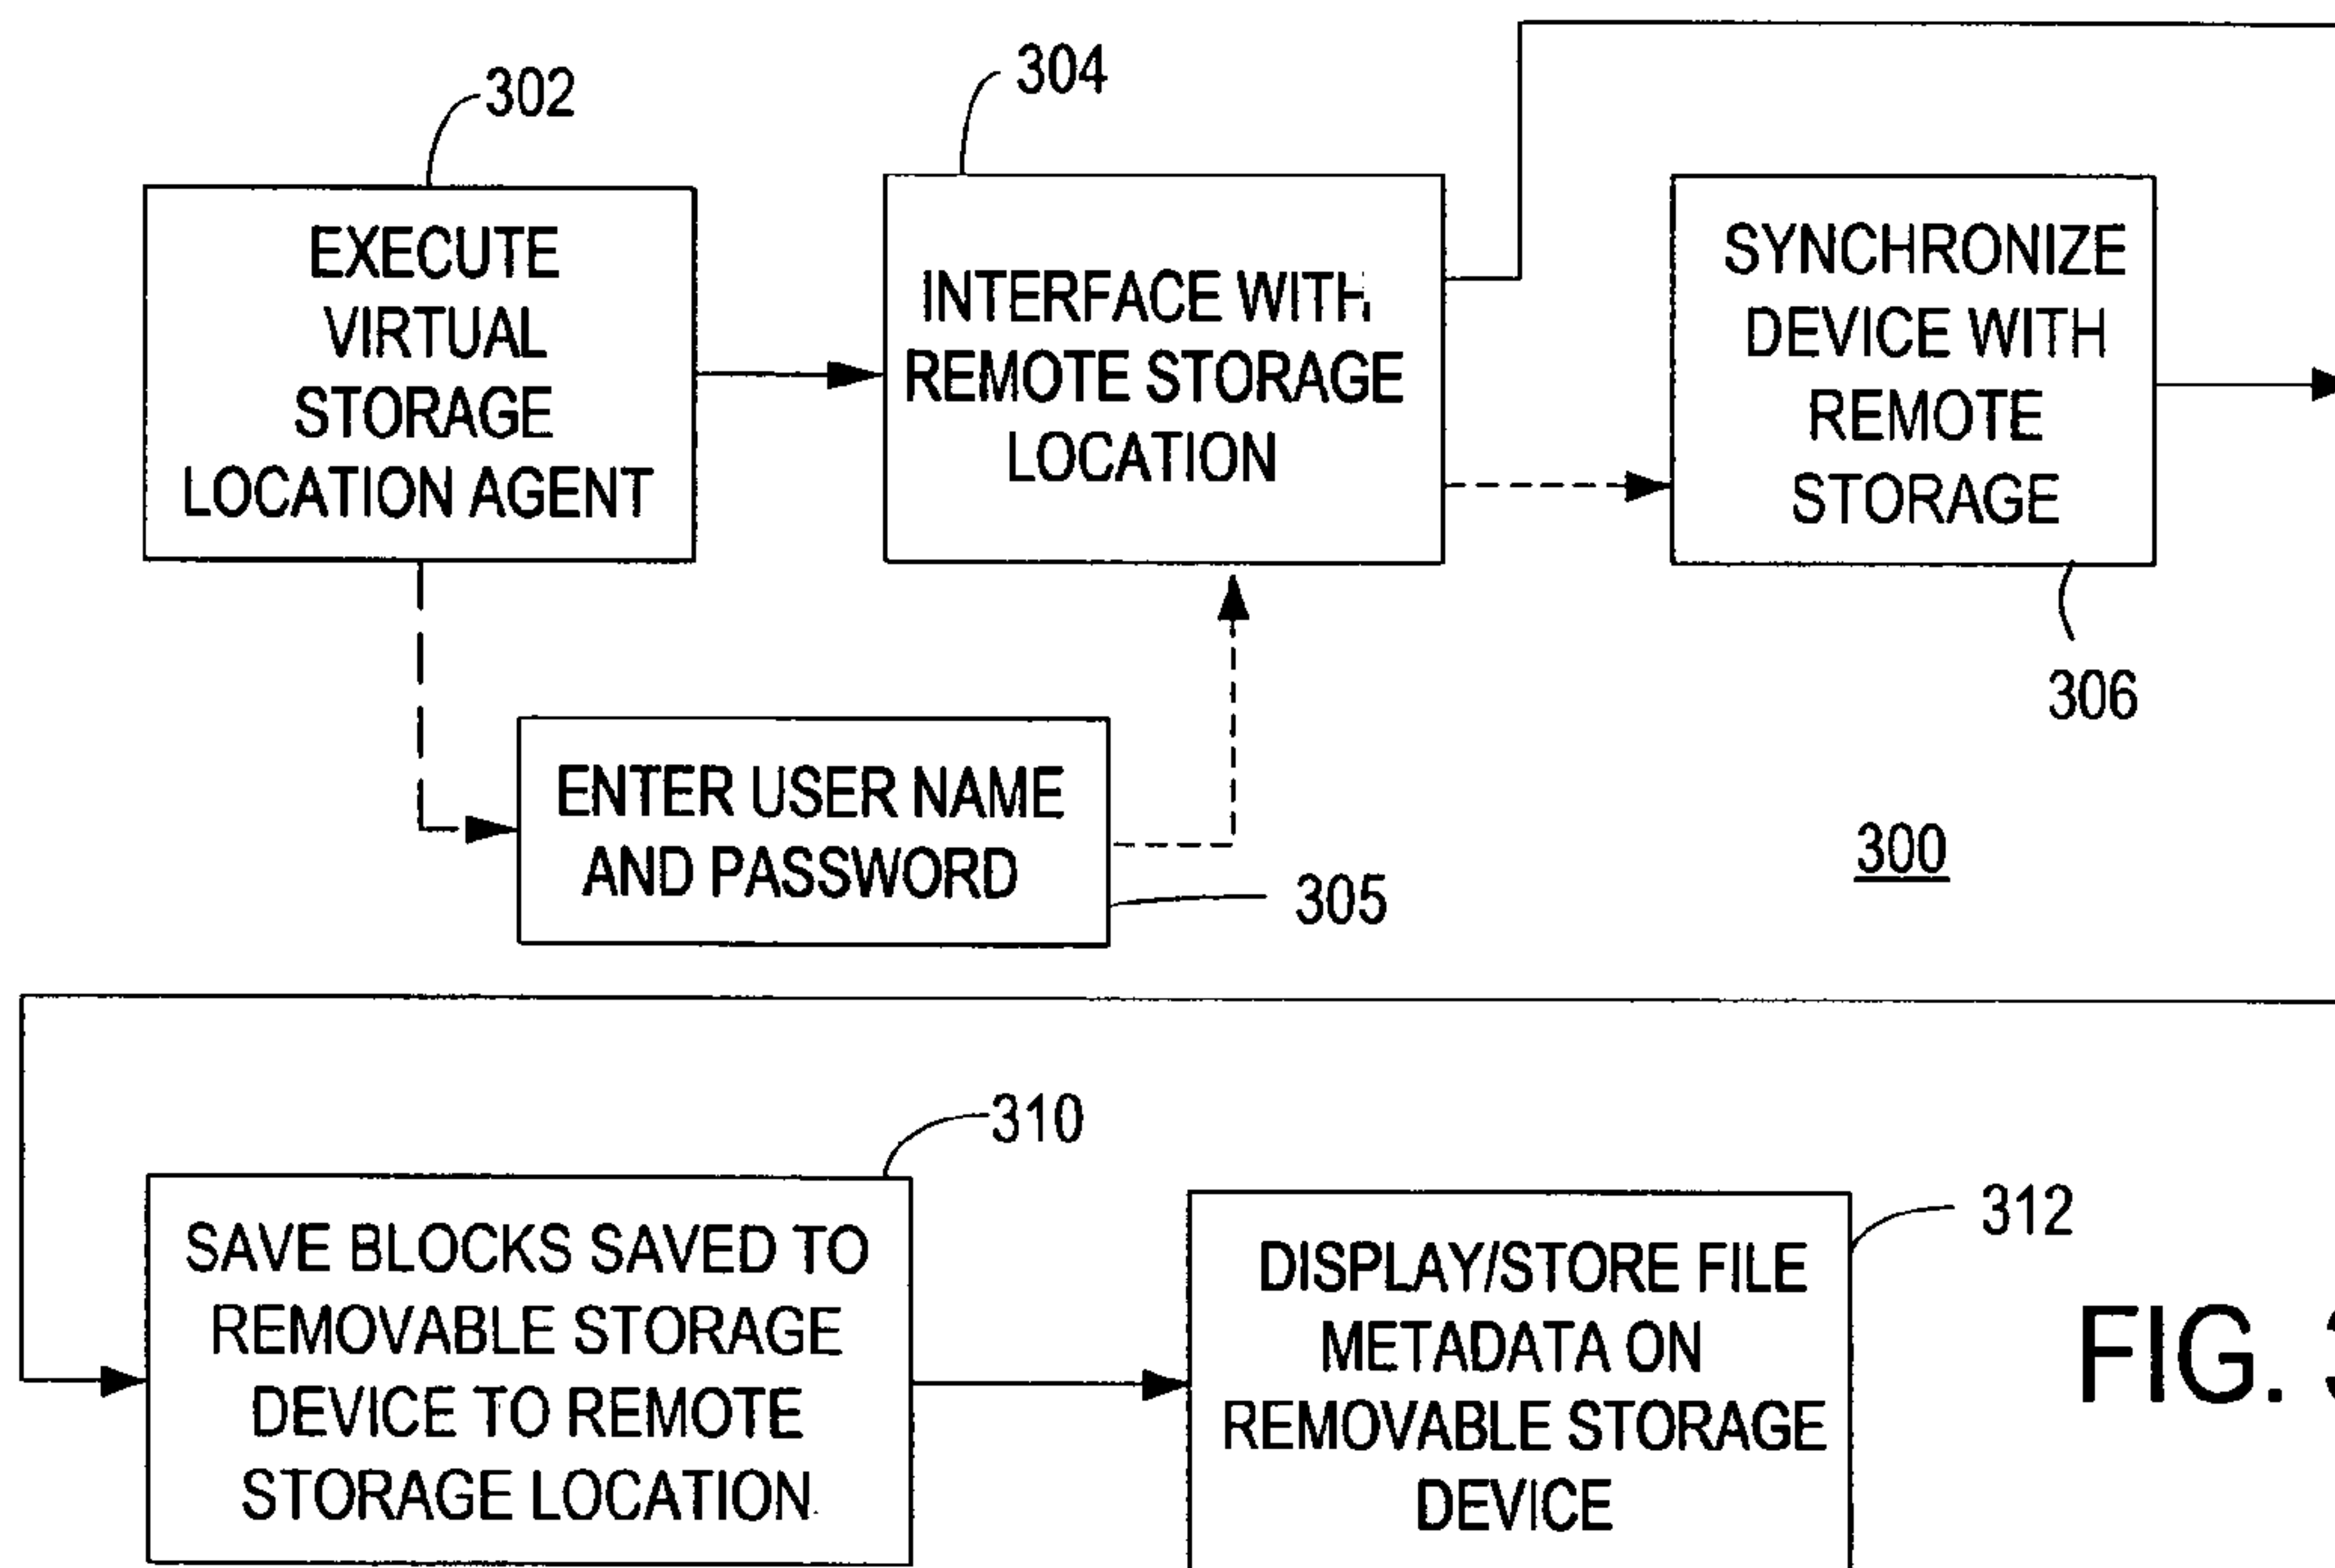 302
EXECUTE
VIRTUAL
STORAGE
LOCATION AGENT
304
INTERFACE WITH
REMOTE STORAGE
LOCATION
SYNCHRONIZE
DEVICE WITH
REMOTE
STORAGE
306
ENTER USER NAME
AND PASSWORD
305
300
310
SAVE BLOCKS SAVED TO
REMOVABLE STORAGE
DEVICE TO REMOTE
STORAGE LOCATION
312
DISPLAY/STORE FILE
METADATA ON
REMOVABLE STORAGE
DEVICE
FIG.